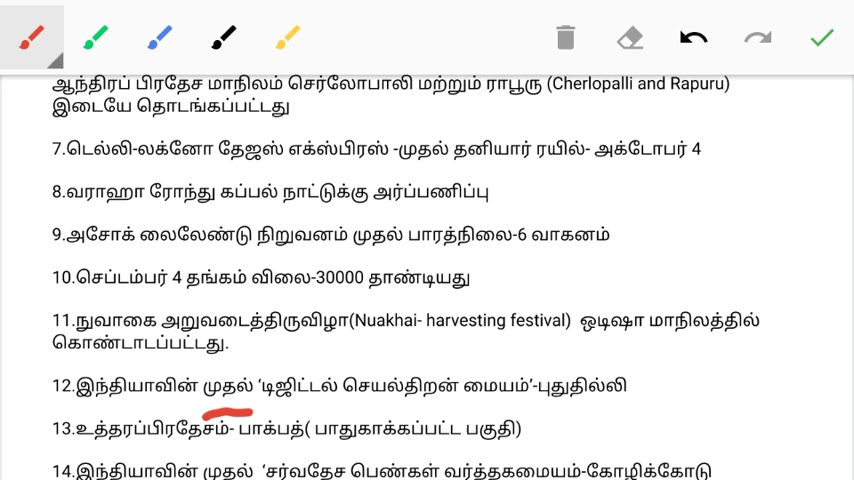 ஆந்திரப் பிரதேச மாநிலம் செர்லோபாலி மற்றும் ராபூரு (Cherlopalli and Rapuru)
இடையே தொடங்கப்பட்டது
7.டெல்லி-லக்னோ தேஜஸ் எக்ஸ்பிரஸ் -முதல் தனியார் ரயில்- அக்டோபர் 4
8.வராஹா ரோந்து கப்பல் நாட்டுக்கு அர்ப்பணிப்பு
9.அசோக் லைலேண்டு நிறுவனம் முதல் பாரத்நிலை-6 வாகனம்
10.செப்டம்பர் 4 தங்கம் விலை-30000 தாண்டியது
11.நுவாகை அறுவடைத்திருவிழா(Nuakhai- harvesting festival) ஒடிஷா மாநிலத்தில்
கொண்டாடப்பட்டது.
12.இந்தியாவின் முதல் ‘டிஜிட்டல் செயல்திறன் மையம்’-புதுதில்லி
13.உத்தரப்பிரதேசம்- பாக்பத்( பாதுகாக்கப்பட்ட பகுதி)
14.இந்தியாவின் முதல் ‘சர்வதேச பெண்கள் வர்த்தகமையம்-கோழிக்கோடு